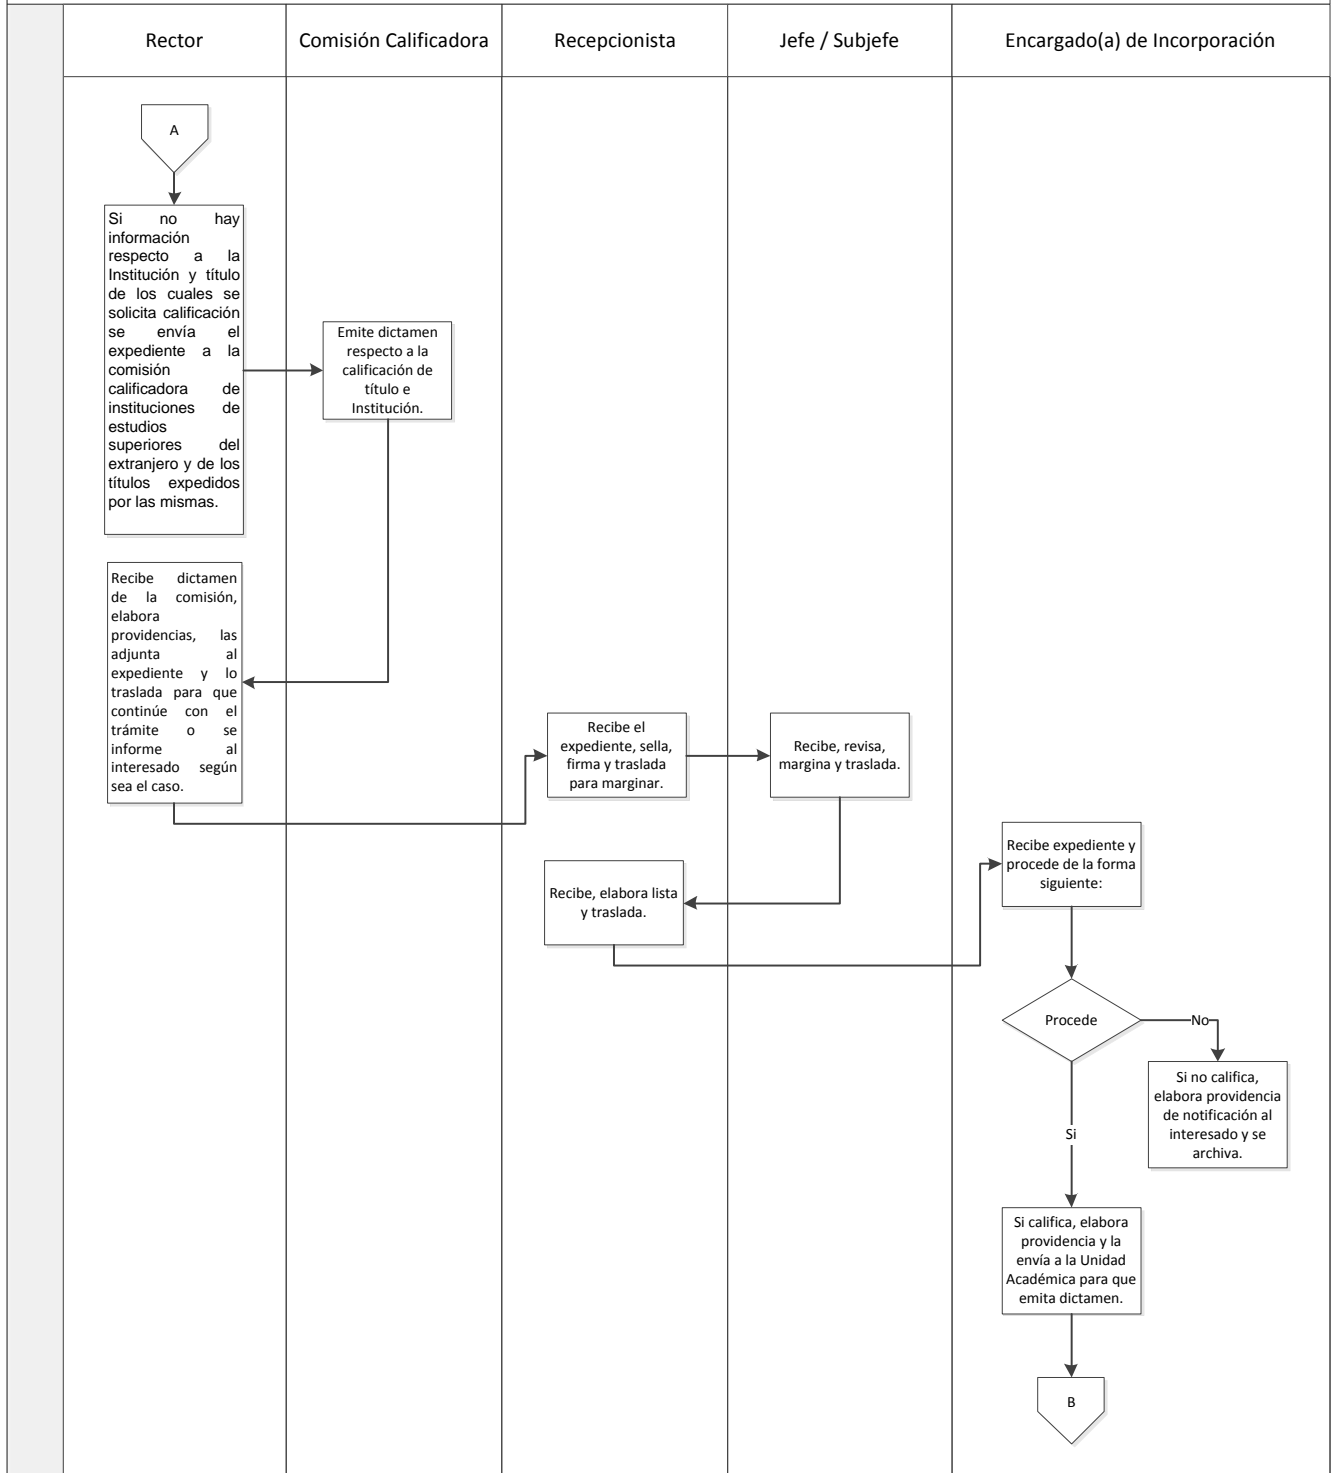 Rector
Comisión Calificadora
Recepcionista
Jefe / Subjefe
Encargado(a) de Incorporación
A
Si no hay
información
respecto a la
Institución y título
de los cuales se
solicita calificación
se envía el
expediente a la
comisión
calificadora de
instituciones de
estudios
superiores del
extranjero y de los
títulos expedidos
por las mismas.
Emite dictamen
respecto a la
calificación de
título e
Institución.
Recibe dictamen
de la comisión,
elabora
providencias, las
adjunta al
expediente y lo
traslada para que
continúe con el
trámite o se
informe al
interesado según
sea el caso.
Recibe el
expediente, sella,
firma y traslada
para marginar.
Recibe, revisa,
margina y traslada.
Recibe, elabora lista
y traslada.
Recibe expediente y
procede de la forma
siguiente:
Procede
No
Si no califica,
elabora providencia
de notificación al
interesado y se
archiva.
Si
Si califica, elabora
providencia y la
envía a la Unidad
Académica para que
emita dictamen.
B